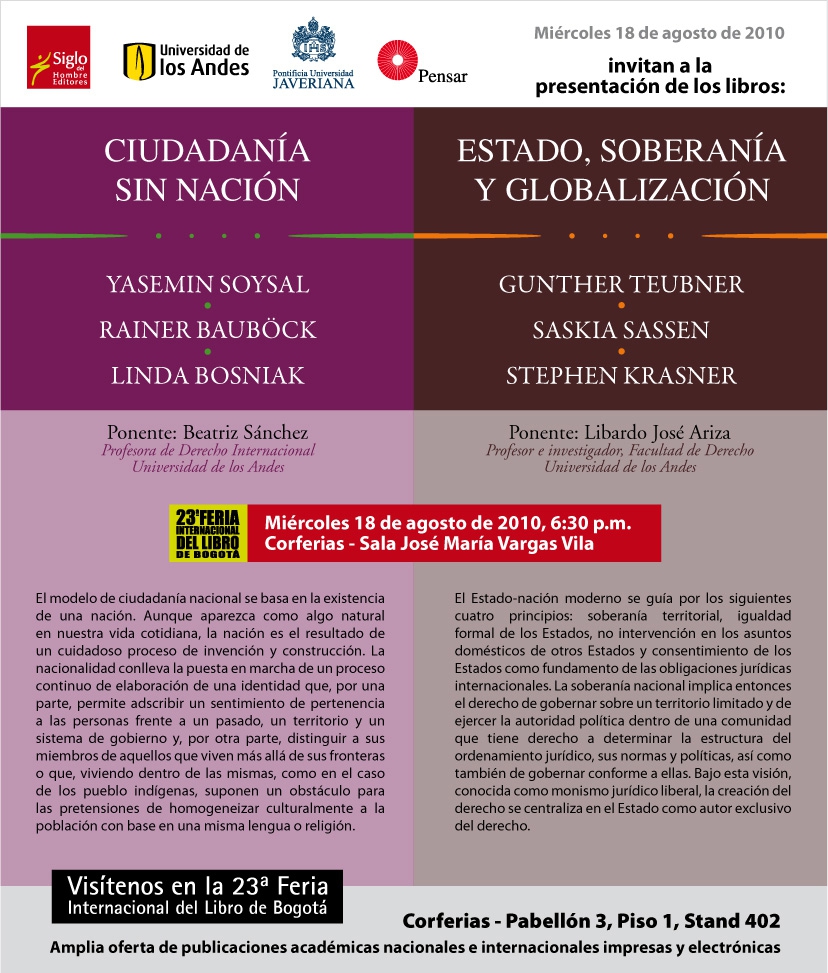 Siglo
del
Hombre
Editores
Universidad de
los Andes
IHS
Pontificia Universidad
JAVERIANA
Pensar
Miércoles 18 de agosto de 2010
invitan a la
presentación de los libros:
CIUDADANÍA
SIN NACIÓN
YASEMIN SOYSAL
RAINER BAUBÖCK
LINDA BOSNIAK
Ponente: Beatriz Sánchez
Profesora de Derecho Internacional
Universidad de los Andes
ESTADO, SOBERANÍA
Y GLOBALIZACIÓN
GUNTHER TEUBNER
SASKIA SASSEN
STEPHEN KRASNER
Ponente: Libardo José Ariza
Profesor e investigador, Facultad de Derecho
Universidad de los Andes
23ªFERIA
INTERNACIONAL
DEL LIBRO
DE BOGOTÁ
Miércoles 18 de agosto de 2010, 6:30 p.m.
Corferias - Sala José María Vargas Vila
El modelo de ciudadanía nacional se basa en la existencia
de una nación. Aunque aparezca como algo natural
en nuestra vida cotidiana, la nación es el resultado de
un cuidadoso proceso de invención y construcción. La
nacionalidad conlleva la puesta en marcha de un proceso
continuo de elaboración de una identidad que, por una
parte, permite adscribir un sentimiento de pertenencia
a las personas frente a un pasado, un territorio y un
sistema de gobierno y, por otra parte, distinguir a sus
miembros de aquellos que viven más allá de sus fronteras
o que, viviendo dentro de las mismas, como en el caso
de los pueblo indígenas, suponen un obstáculo para
las pretensiones de homogeneizar culturalmente a la
población con base en una misma lengua o religión.
El Estado-nación moderno se guía por los siguientes
cuatro principios: soberanía territorial, igualdad
formal de los Estados, no intervención en los asuntos
domésticos de otros Estados y consentimiento de los
Estados como fundamento de las obligaciones jurídicas
internacionales. La soberanía nacional implica entonces
el derecho de gobernar sobre un territorio limitado y de
ejercer la autoridad política dentro de una comunidad
que tiene derecho a determinar la estructura del
ordenamiento jurídico, sus normas y políticas, así como
también de gobernar conforme a ellas. Bajo esta visión,
conocida como monismo jurídico liberal, la creación del
derecho se centraliza en el Estado como autor exclusivo
del derecho.
Visítenos en la 23ª Feria
Internacional del Libro de Bogotá
Corferias - Pabellón 3, Piso 1, Stand 402
Amplia oferta de publicaciones académicas nacionales e internacionales impresas y electrónicas